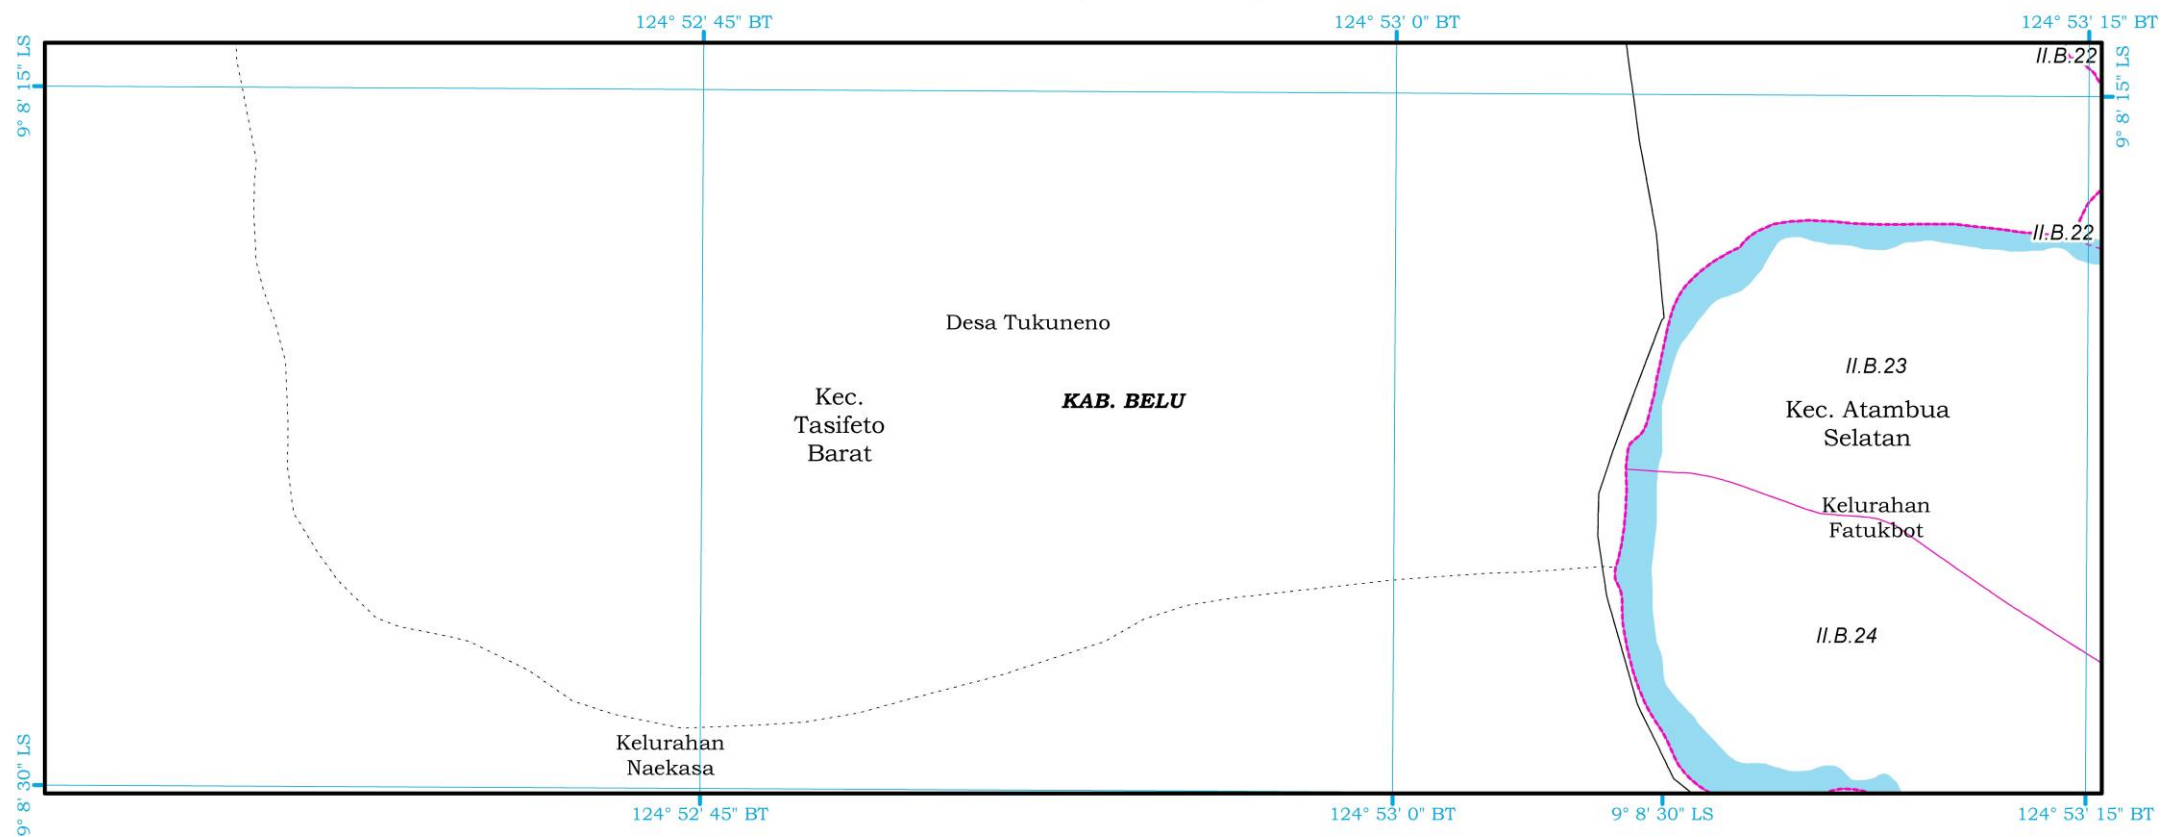 124° 52' 45" BT
124° 53' 0" BT
124° 53' 15" BT
9° 8' 15" LS
9° 8' 15" LS
II.B.22
II.B.22
Desa Tukuneno
II.B.23
Kec.
Tasifeto
Barat
KAB. BELU
Kec. Atambua
Selatan
Kelurahan
Fatukbot
II.B.24
Kelurahan
Naekasa
9° 8' 30" LS
124° 52' 45" BT
124° 53' 0" BT
9° 8' 30" LS
124° 53' 15" BT